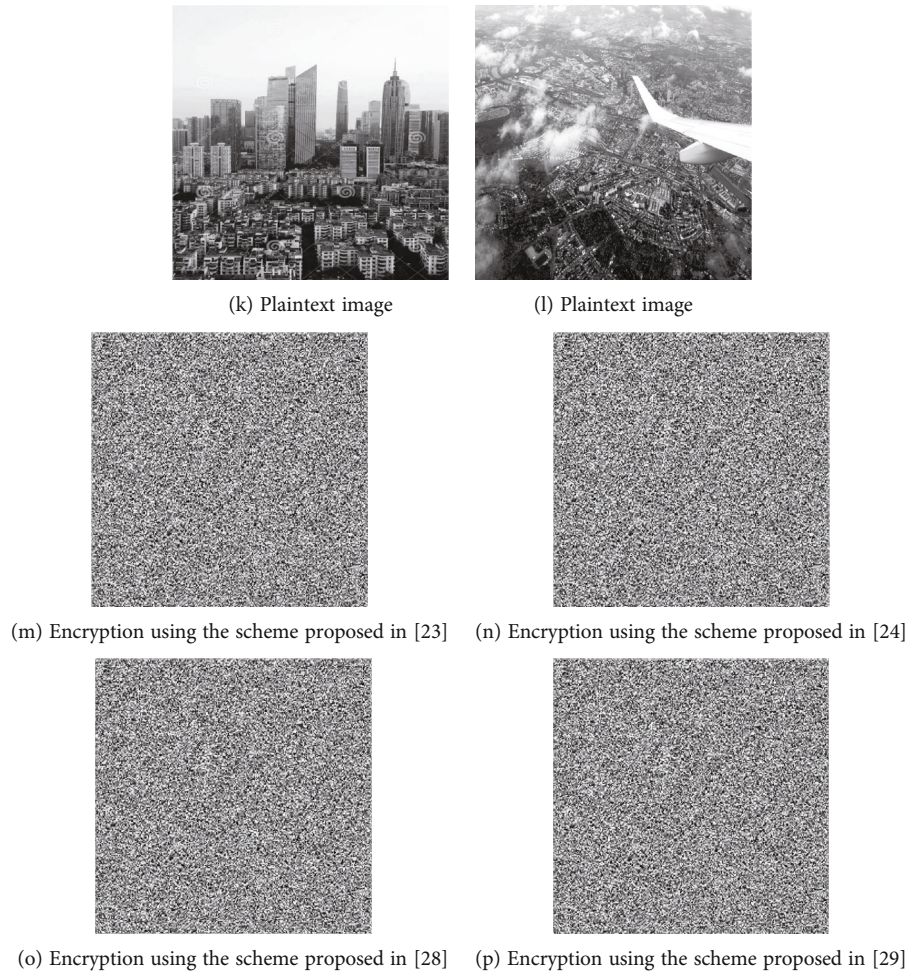 (k) Plaintext image
(l) Plaintext image
(m) Encryption using the scheme proposed in [23]
(n) Encryption using the scheme proposed in [24]
(o) Encryption using the scheme proposed in [28]
(p) Encryption using the scheme proposed in [29]